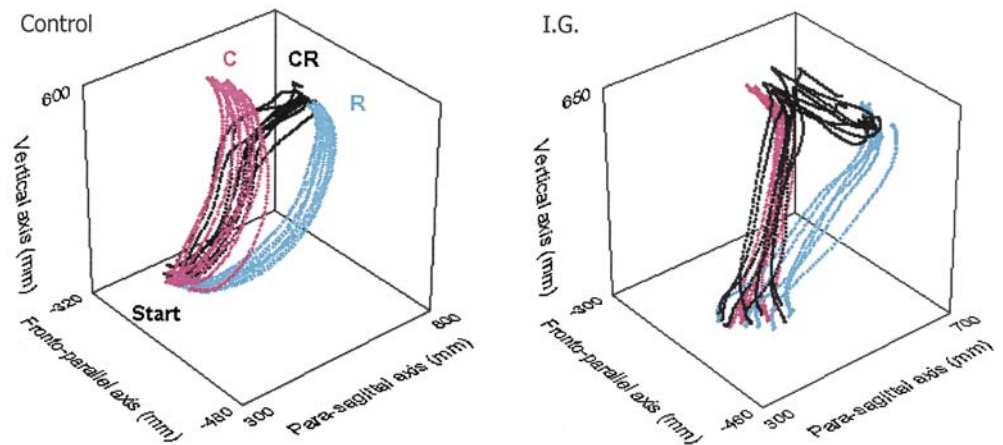 Control
C
CR
R
600
Vertical axis (mm)
-320
Start
Fronto-parallel axis (mm)
-480
300
Para-sagittal axis (mm)
800
I.G.
650
Vertical axis (mm)
-300
Fronto-parallel axis (mm)
-460
300
Para-sagittal axis (mm)
700